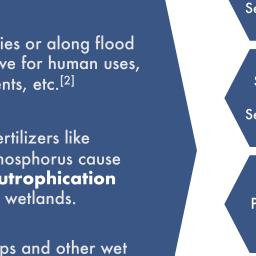 ies or along flood
ve for human uses,
nts, etc.[2]
ertilizers like
hosphorus cause
utrophication
wetlands.
ps and other wet
Se
S
Se
P